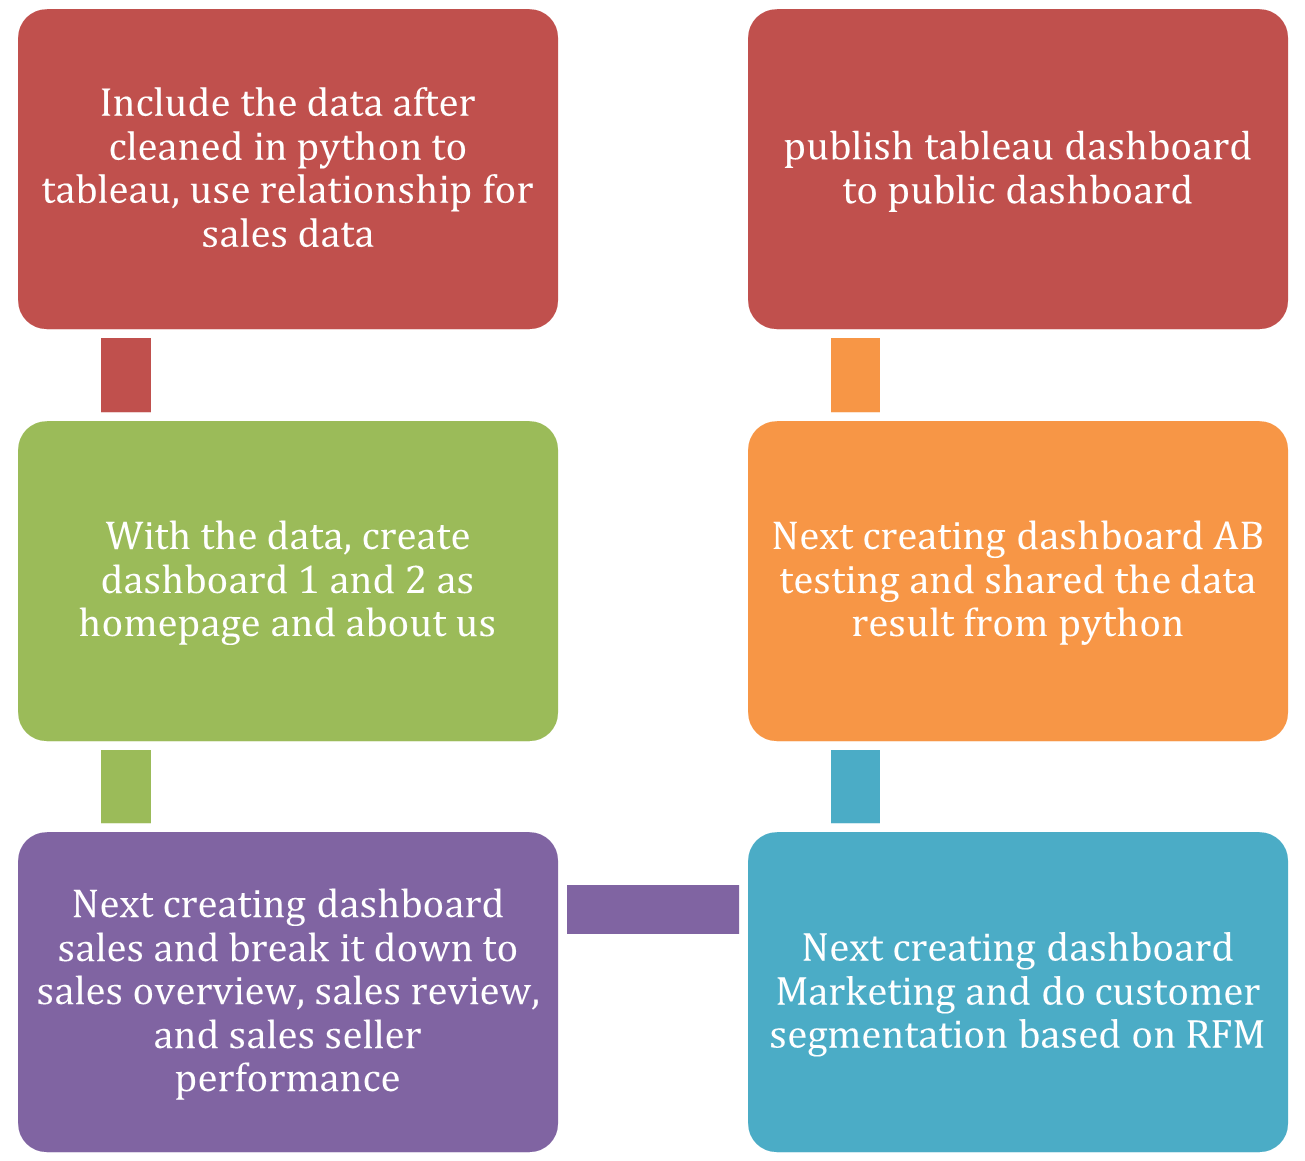 Include the data after
cleaned in python to
tableau, use relationship for
sales data
With the data, create
dashboard 1 and 2 as
homepage and about us
Next creating dashboard
sales and break it down to
sales overview, sales review,
and sales seller
performance
Next creating dashboard
Marketing and do customer
segmentation based on RFM
Next creating dashboard AB
testing and shared the data
result from python
publish tableau dashboard
to public dashboard